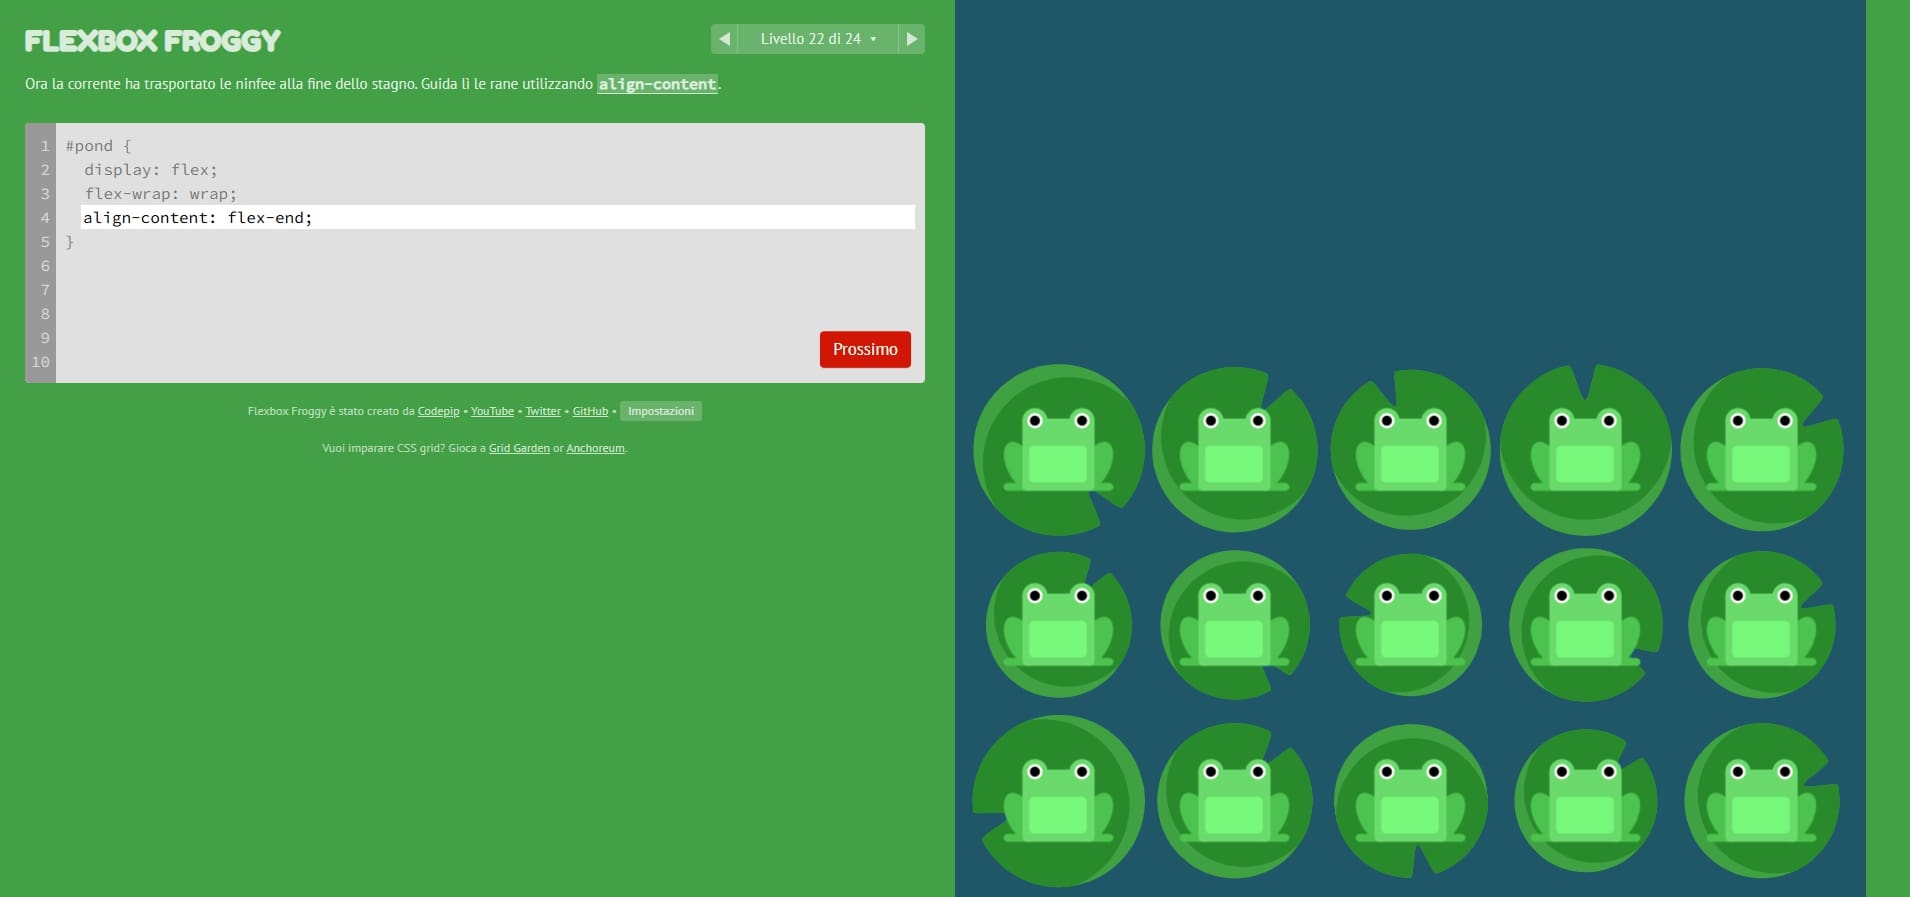 FLEXBOX FROGGY
Livello 22 di 24
Ora la corrente ha trasportato le ninfee alla fine dello stagno. Guida lì le rane utilizzando align-content.
1 #pond {
2 display: flex;
3 flex-wrap: wrap;
4 align-content: flex-end;
5 }
6
7
8
9
10
Prossimo
Flexbox Froggy è stato creato da Codepip • YouTube • Twitter • GitHub • Impostazioni
Vuoi imparare CSS grid? Gioca a Grid Garden or Anchoreum.